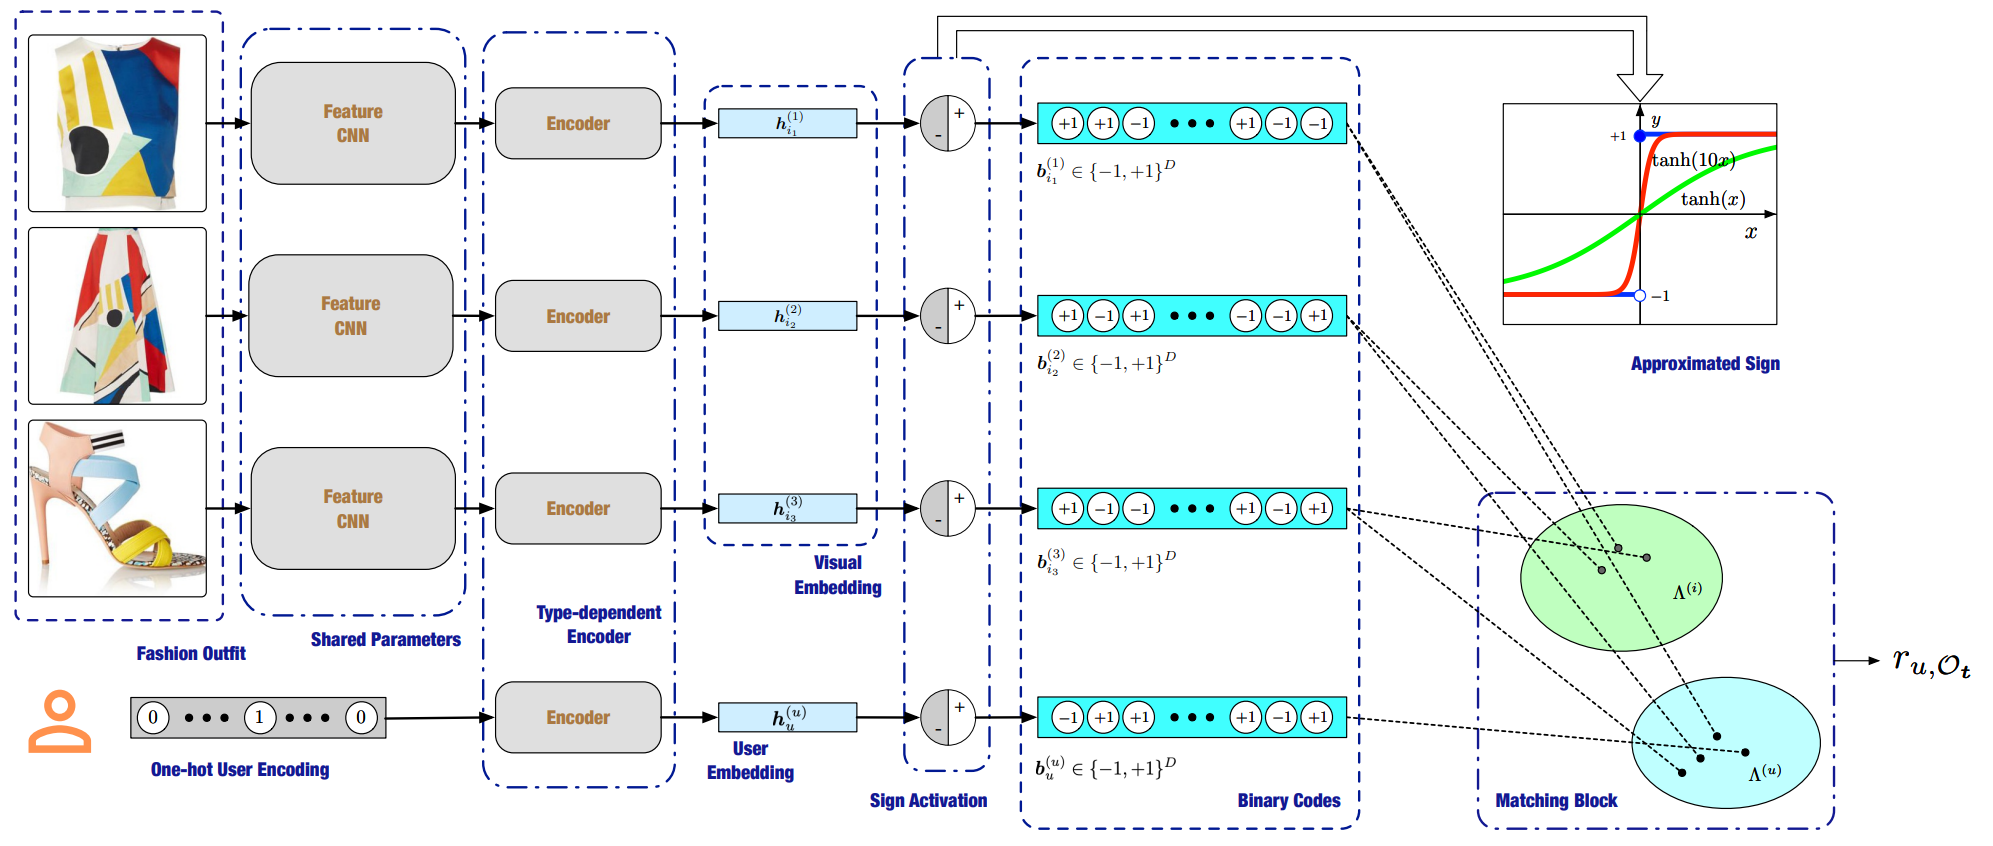 Feature
CNN
Encoder
h_{i_1}^{(1)}
+
-
+1 +1 -1 ••• +1 -1 -1
b_{i_1}^{(1)} ∈ {-1, +1}^D
y
+1
tanh(10x)
tanh(x)
x
-1
Approximated Sign
Feature
CNN
Encoder
h_{i_2}^{(2)}
+
-
+1 -1 +1 ••• -1 -1 +1
b_{i_2}^{(2)} ∈ {-1, +1}^D
Feature
CNN
Encoder
h_{i_3}^{(3)}
+
-
+1 -1 -1 ••• +1 -1 +1
b_{i_3}^{(3)} ∈ {-1, +1}^D
Visual
Embedding
Type-dependent
Encoder
Shared Parameters
Fashion Outfit
0 ••• 1 ••• 0
One-hot User Encoding
Encoder
h_u^{(u)}
User
Embedding
+
-
Sign Activation
-1 +1 +1 ••• +1 -1 +1
b_u^{(u)} ∈ {-1, +1}^D
Binary Codes
Λ^{(i)}
Λ^{(u)}
Matching Block
r_{u,O_t}